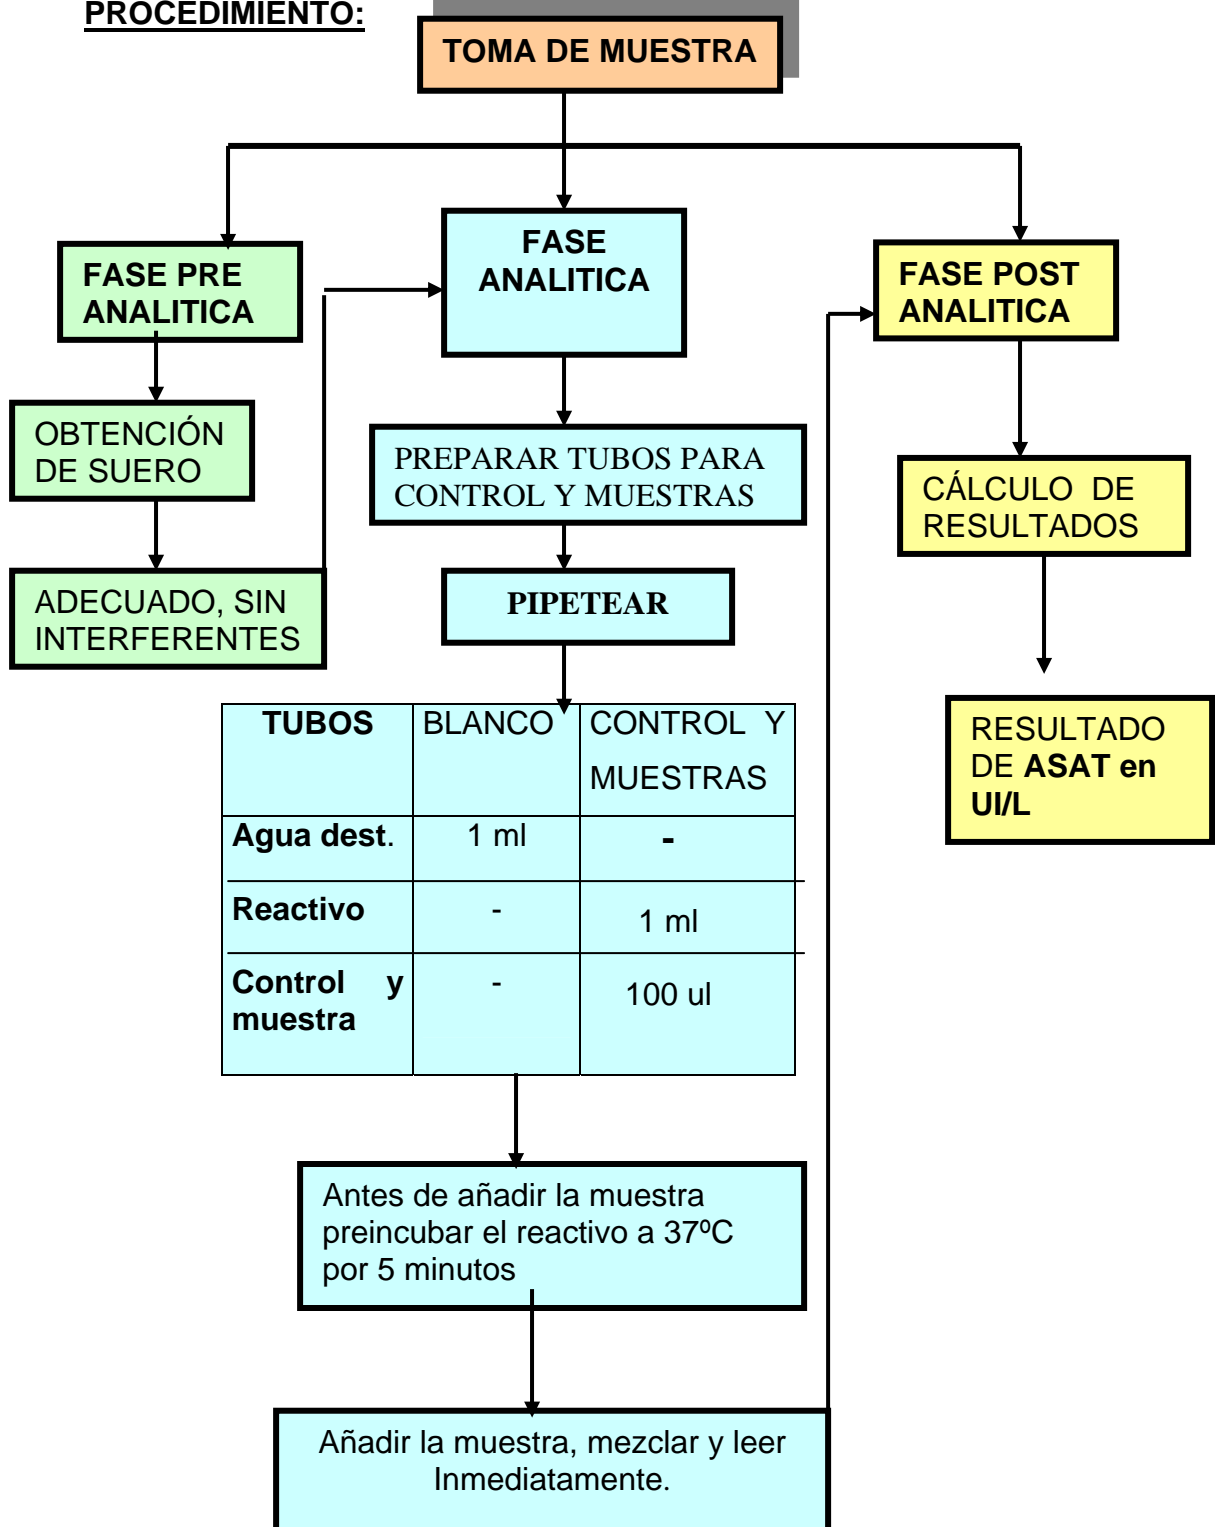 PROCEDIMIENTO:
TOMA DE MUESTRA
FASE PRE
ANALITICA
OBTENCIÓN
DE SUERO
ADECUADO, SIN
INTERFERENTES
FASE
ANALITICA
PREPARAR TUBOS PARA
CONTROL Y MUESTRAS
PIPETEAR
TUBOS BLANCO CONTROL Y
MUESTRAS
Agua dest. 1 ml -
Reactivo - 1 ml
Control y - 100 ul
muestra
Antes de añadir la muestra
preincubar el reactivo a 37ºC
por 5 minutos
Añadir la muestra, mezclar y leer
Inmediatamente.
FASE POST
ANALITICA
CÁLCULO DE
RESULTADOS
RESULTADO
DE ASAT en
UI/L